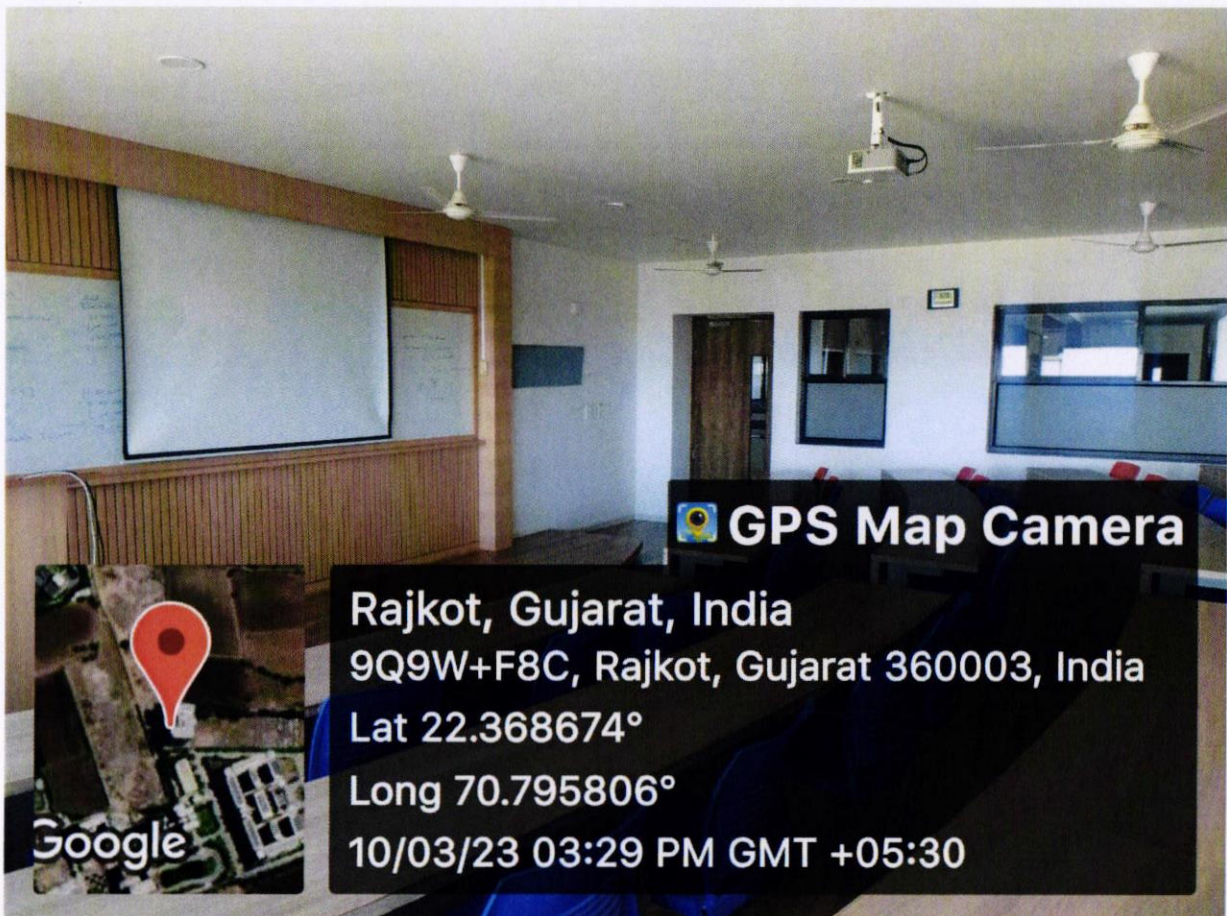 GPS Map Camera
Rajkot, Gujarat, India
9Q9W+F8C, Rajkot, Gujarat 360003, India
Lat 22.368674°
Long 70.795806°
10/03/23 03:29 PM GMT +05:30
Google